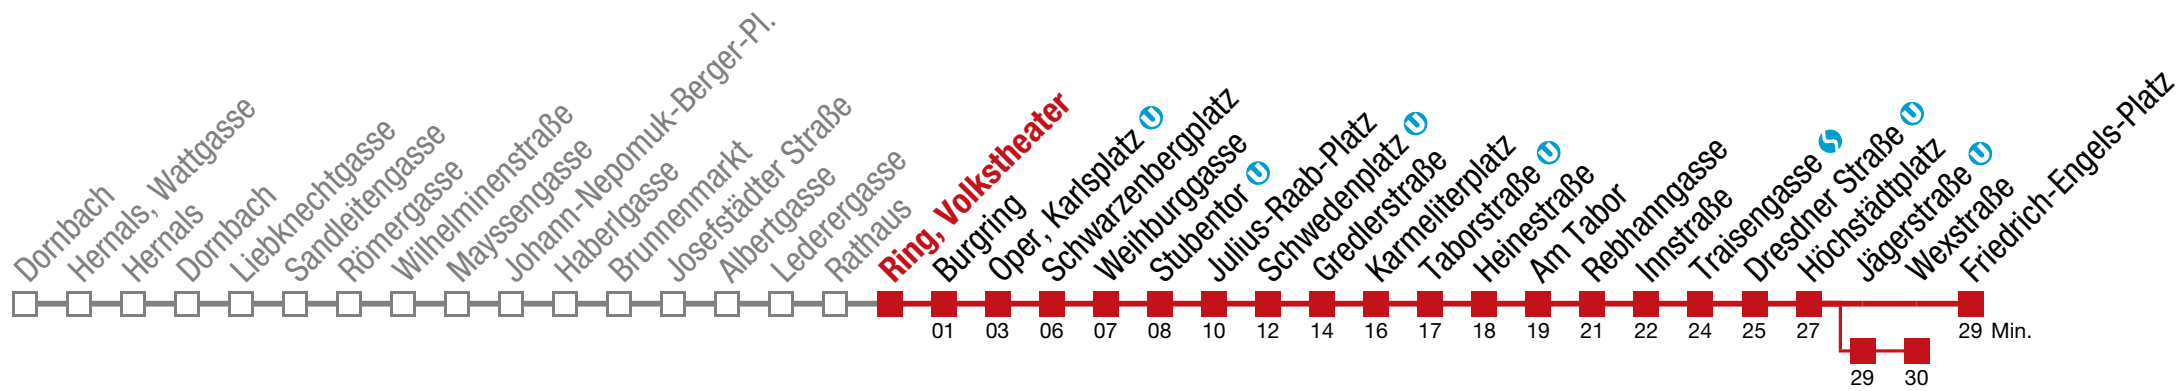 Dornbach
Hernals, Wattgasse
Hernals
Dornbach
Liebknechtgasse
Sandleitengasse
Römergasse
Wilhelminenstraße
Mayssengasse
Johann-Nepomuk-Berger-Pl.
Haberlgasse
Brunnenmarkt
Josefstädter Straße
Albertgasse
Lederergasse
Rathaus
Ring, Volkstheater
Burgring
Oper, Karlsplatz U
Schwarzenbergplatz
Weihburggasse
Stubentor U
Julius-Raab-Platz
Schwedenplatz U
Gredlerstraße
Karmeliterplatz
Taborstraße U
Heinestraße
Am Tabor
Rebhanngasse
Innstraße
Traisengasse S
Dresdner Straße U
Höchstädtplatz
Jägerstraße U
Wexstraße
Friedrich-Engels-Platz
01 03 06 07 08 10 12 14 16 17 18 19 21 22 24 25 27 29 Min.
29 30